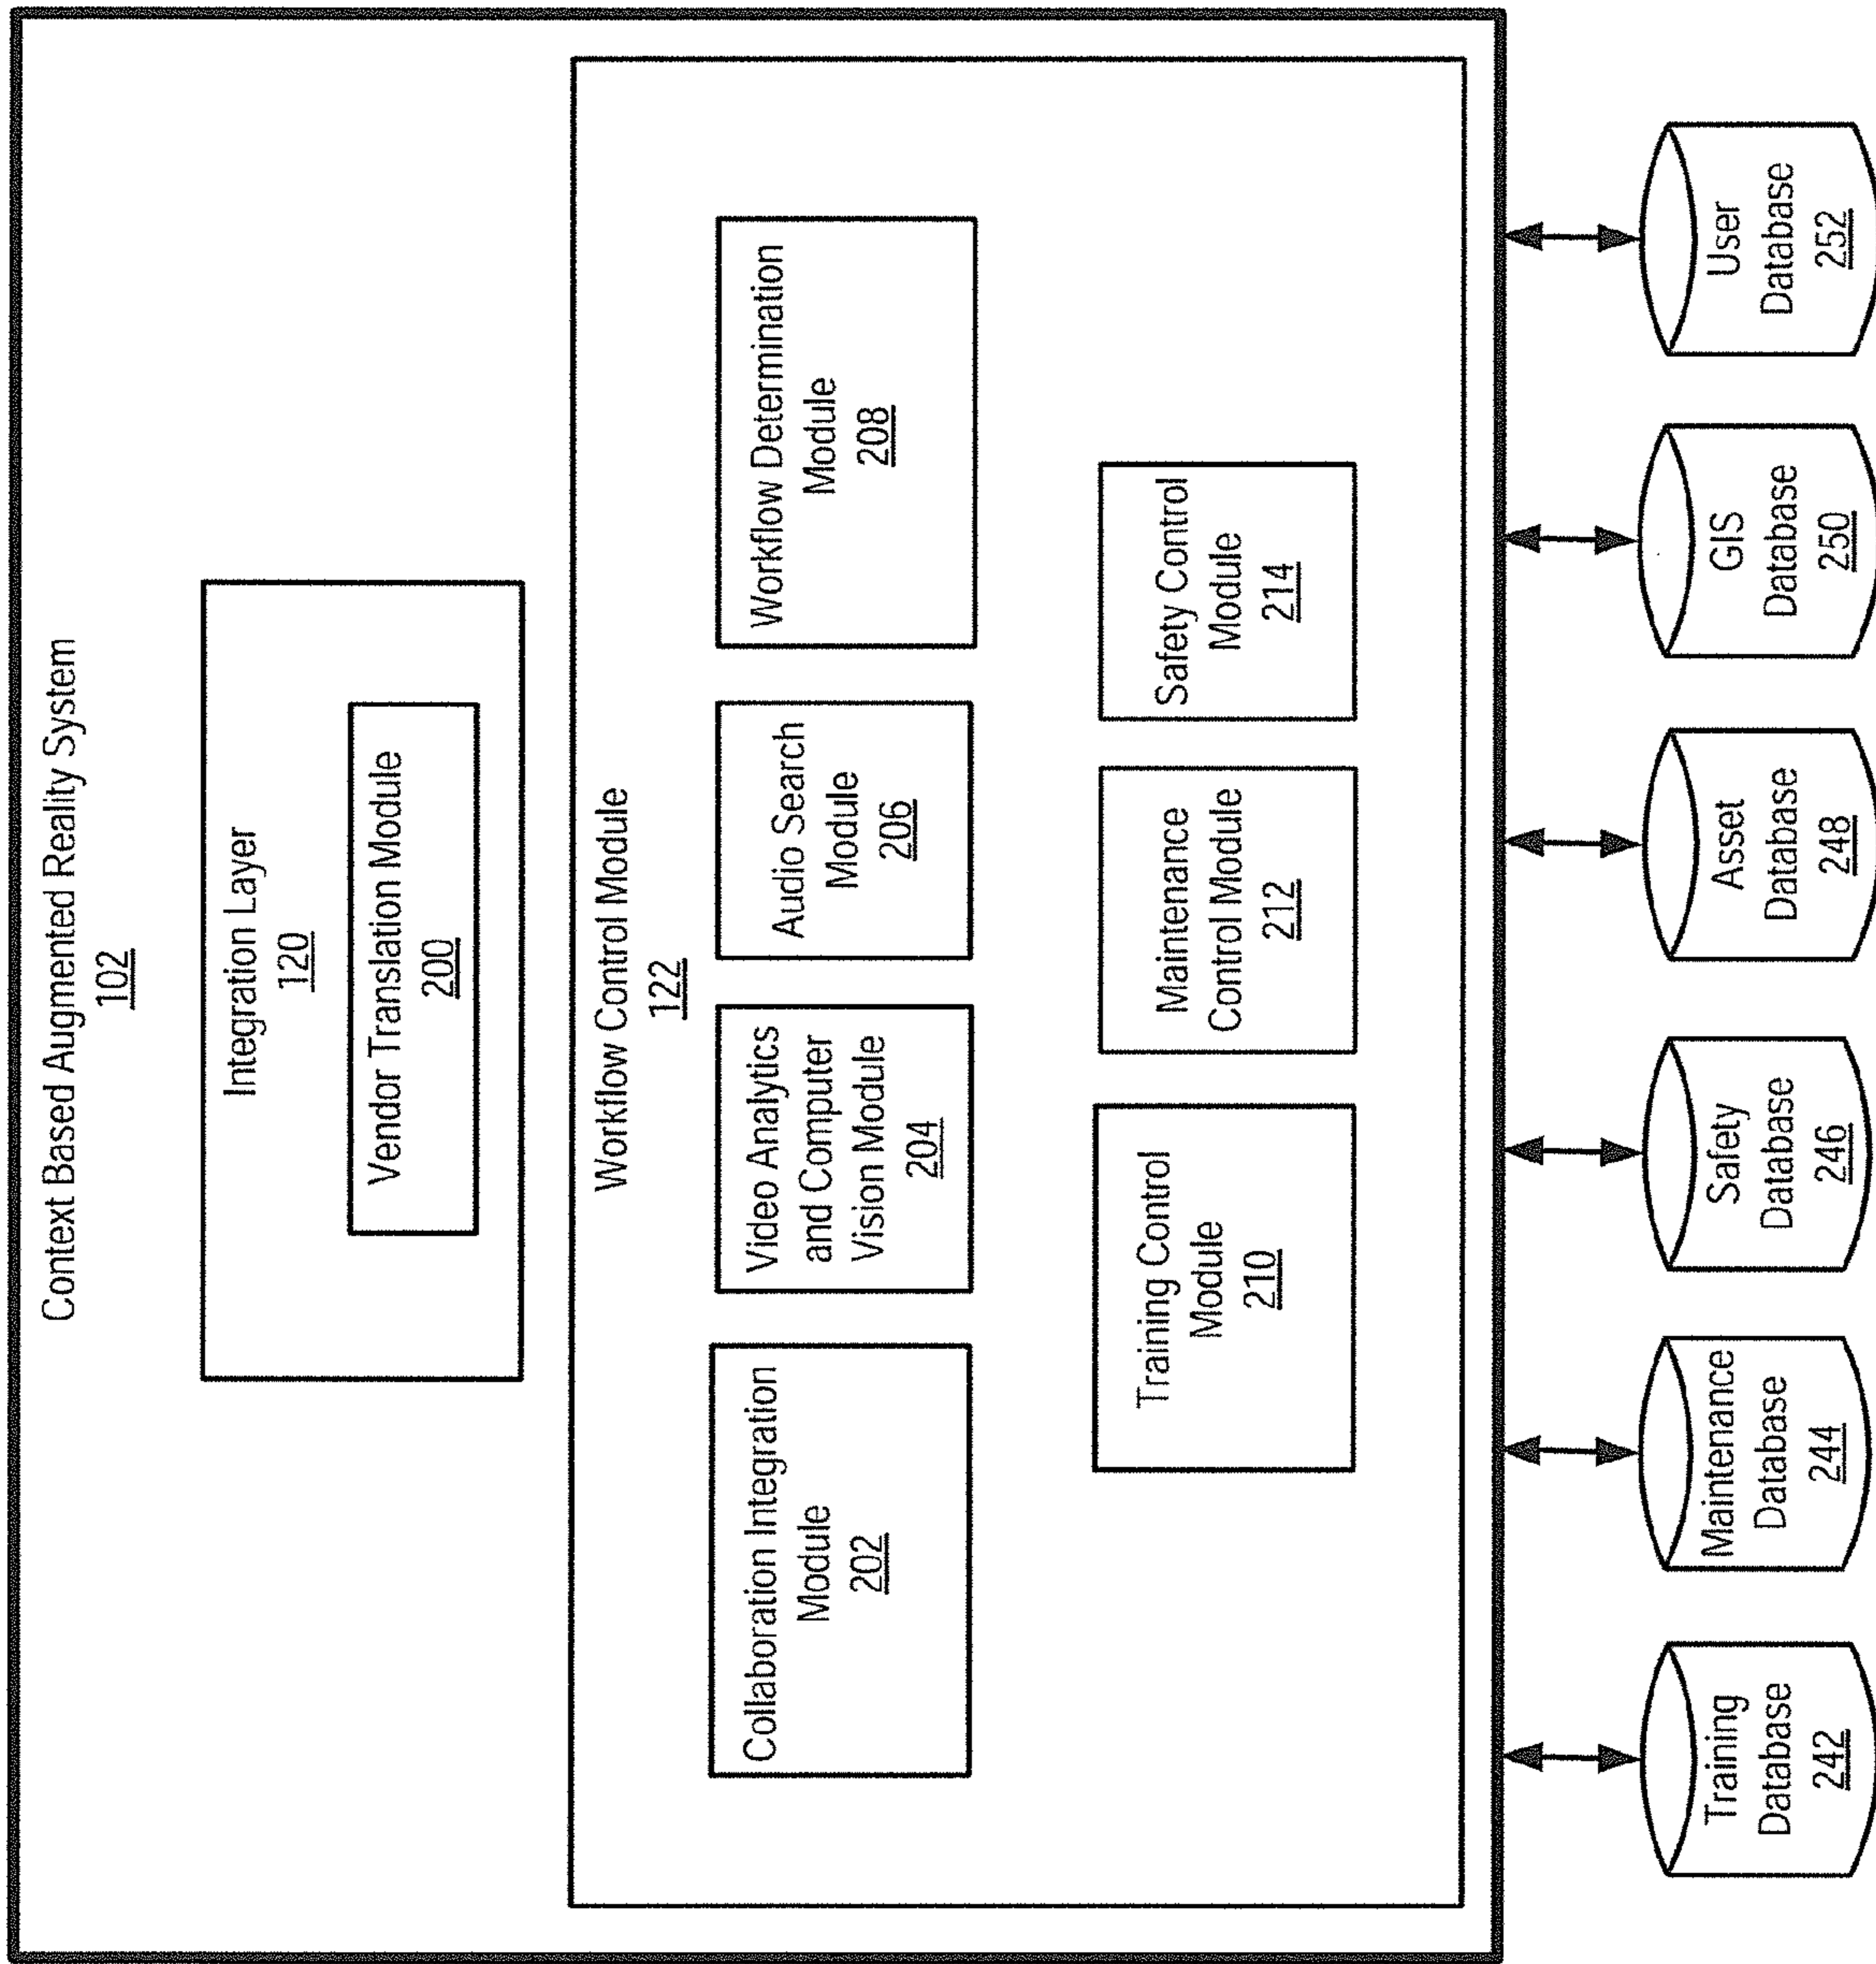 Context Based Augmented Reality System
102
Integration Layer
120
Vendor Translation Module
200
Workflow Control Module
122
Collaboration Integration
Module
202
Video Analytics
and Computer
Vision Module
204
Audio Search
Module
206
Workflow Determination
Module
208
Training Control
Module
210
Maintenance
Control Module
212
Safety Control
Module
214
Training
Database
242
Maintenance
Database
244
Safety
Database
246
Asset
Database
248
GIS
Database
250
User
Database
252